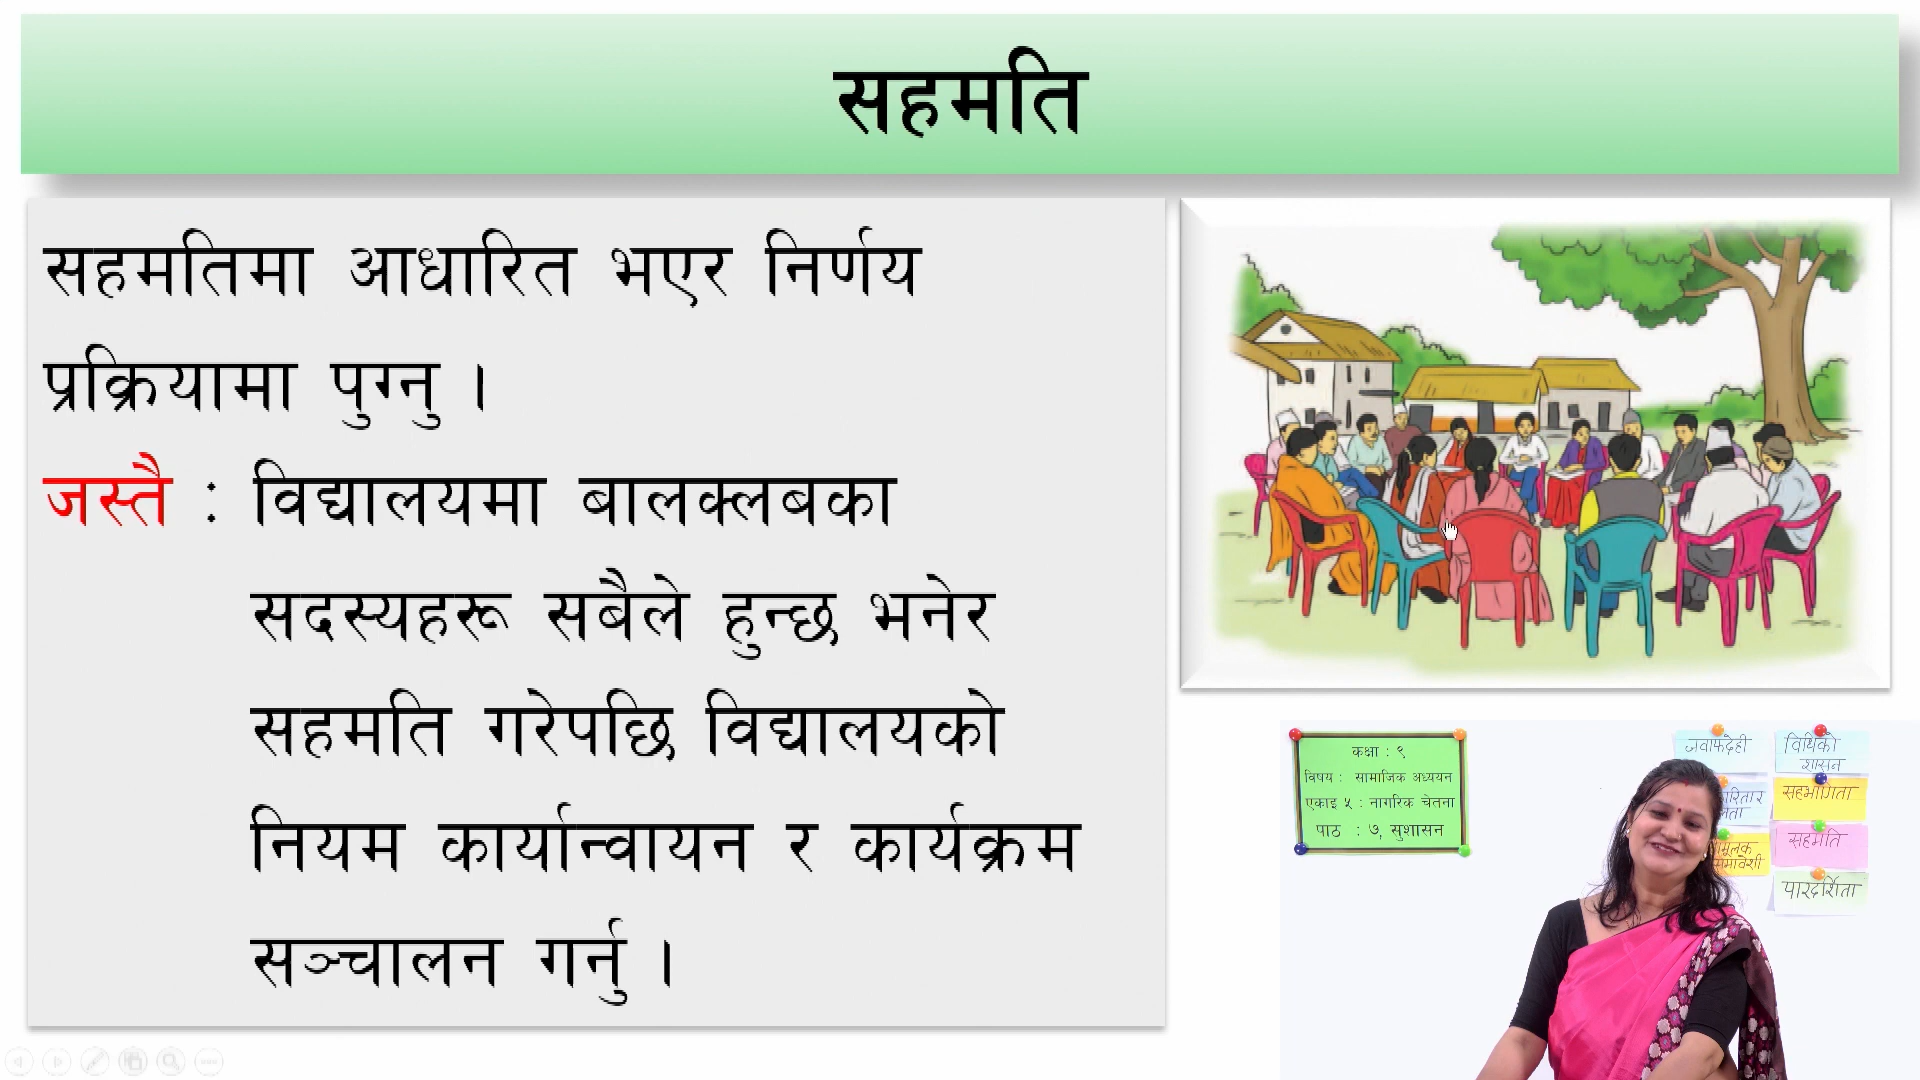 सहमति
सहमतिमा आधारित भएर निर्णय
प्रक्रियामा पुग्नु ।
जस्तै : विद्यालयमा बालक्लबका
सदस्यहरू सबैले हुन्छ भनेर
सहमति गरेपछि विद्यालयको
नियम कार्यान्वायन र कार्यक्रम
सञ्चालन गर्नु ।
कक्षा : ९
विषय : सामाजिक अध्ययन
एकाइ ५ : नागरिक चेतना
पाठ : ७, सुशासन
जवाफदेही
विधिको
शासन
सहभागिता
सहमति
पारदर्शिता